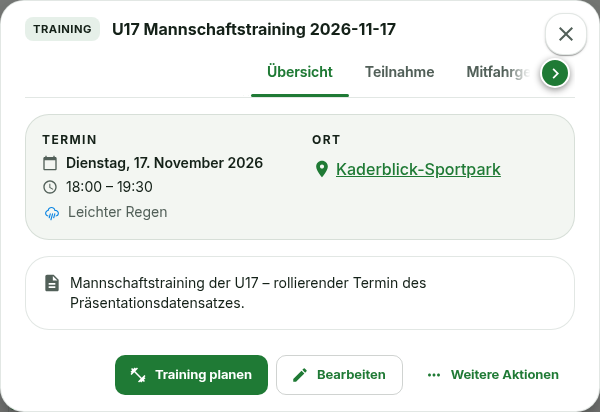 TRAINING
U17 Mannschaftstraining 2026-11-17
Übersicht
Teilnahme
Mitfahrge
TERMIN
Dienstag, 17. November 2026
18:00 – 19:30
Leichter Regen
ORT
Kaderblick-Sportpark
Mannschaftstraining der U17 – rollierender Termin des
Präsentationsdatensatzes.
Training planen
Bearbeiten
Weitere Aktionen